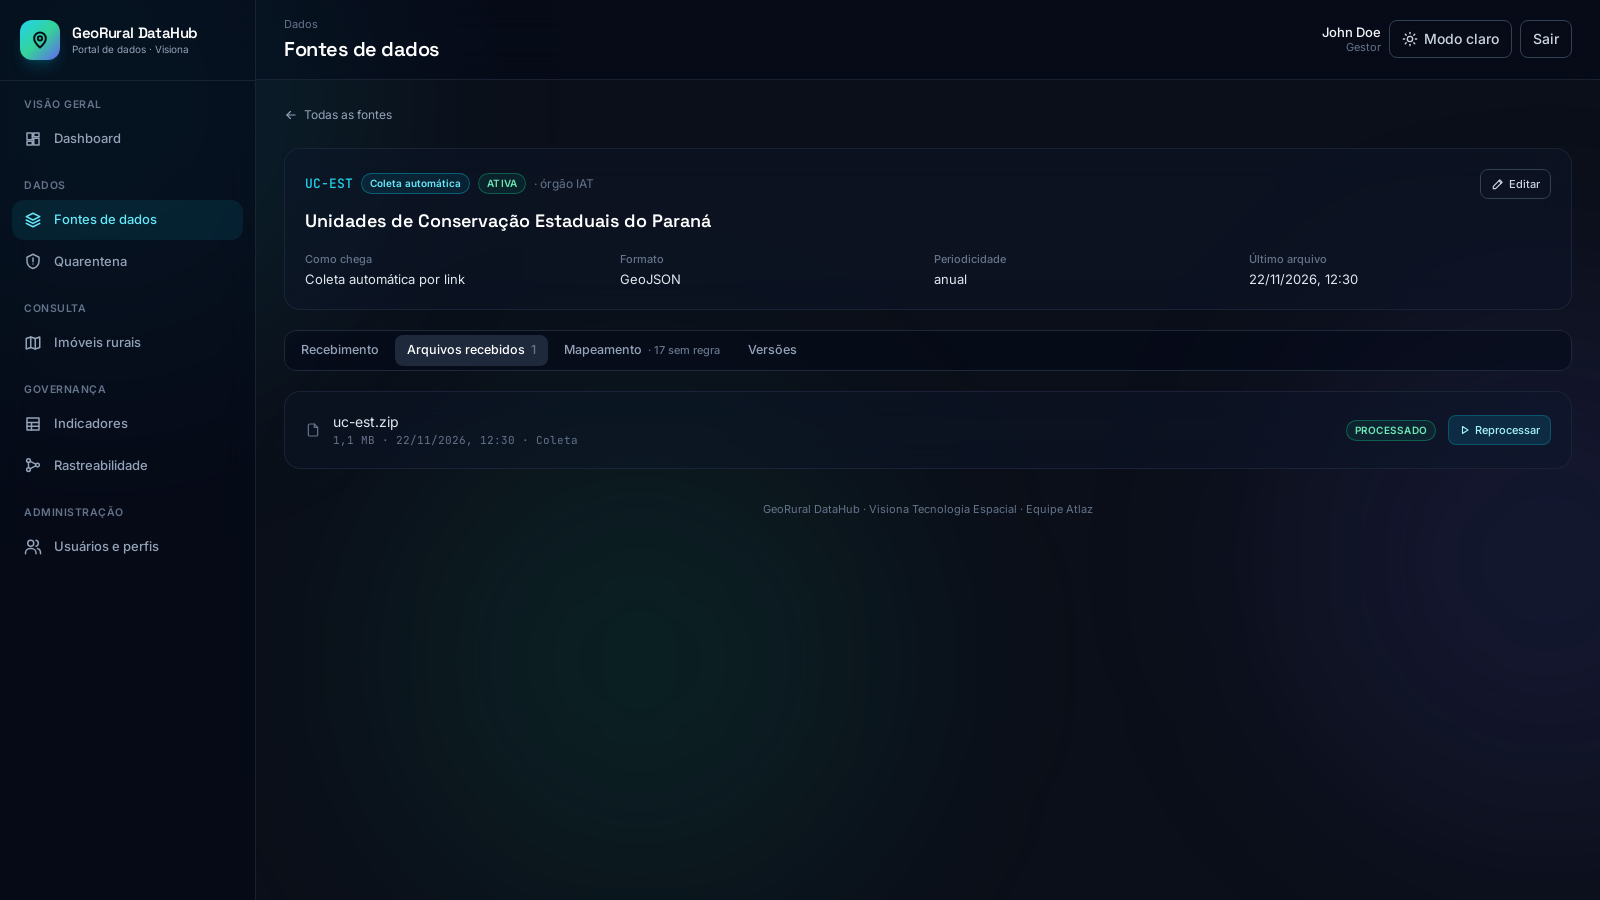 GeoRural DataHub
Portal de dados · Visiona
VISÃO GERAL
Dashboard
DADOS
Fontes de dados
Quarentena
CONSULTA
Imóveis rurais
GOVERNANÇA
Indicadores
Rastreabilidade
ADMINISTRAÇÃO
Usuários e perfis
Dados
Fontes de dados
John Doe
Gestor
Modo claro
Sair
Todas as fontes
UC-EST Coleta automática ATIVA · órgão IAT
Editar
Unidades de Conservação Estaduais do Paraná
Como chega
Coleta automática por link
Formato
GeoJSON
Periodicidade
anual
Último arquivo
22/11/2026, 12:30
Recebimento
Arquivos recebidos 1
Mapeamento · 17 sem regra
Versões
uc-est.zip
1,1 MB · 22/11/2026, 12:30 · Coleta
PROCESSADO
Reprocessar
GeoRural DataHub · Visiona Tecnologia Espacial · Equipe Atlaz